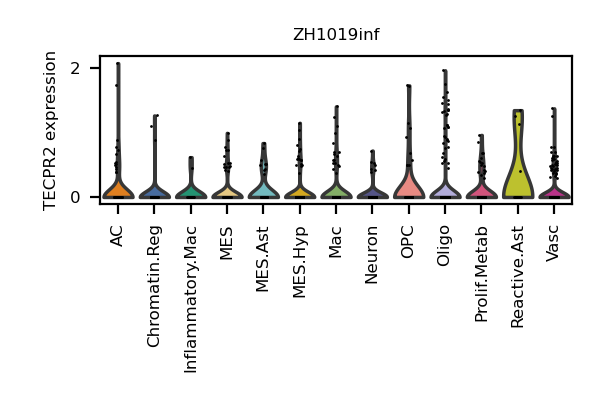 ZH1019inf
TECPR2 expression
2
0
AC
Chromatin.Reg
Inflammatory.Mac
MES
MES.Ast
MES.Hyp
Mac
Neuron
OPC
Oligo
Prolif.Metab
Reactive.Ast
Vasc